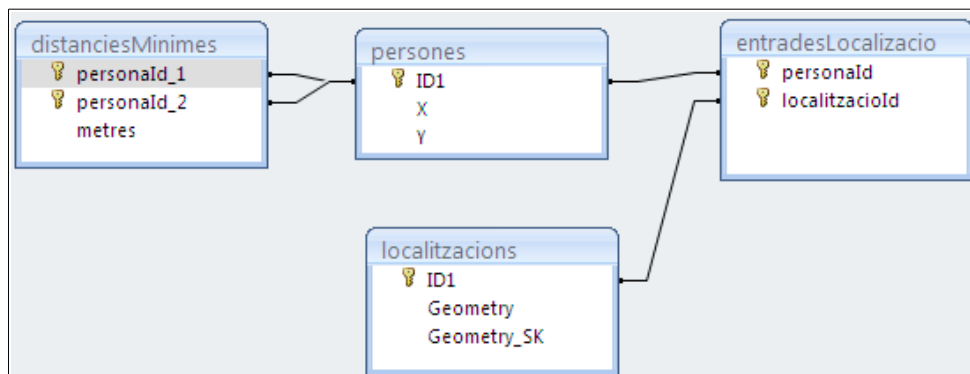 distanciesMinimes
personaId_1
personaId_2
metres
persones
ID1
X
Y
entradesLocalizacio
personaId
localitzacioId
localitzacions
ID1
Geometry
Geometry_SK